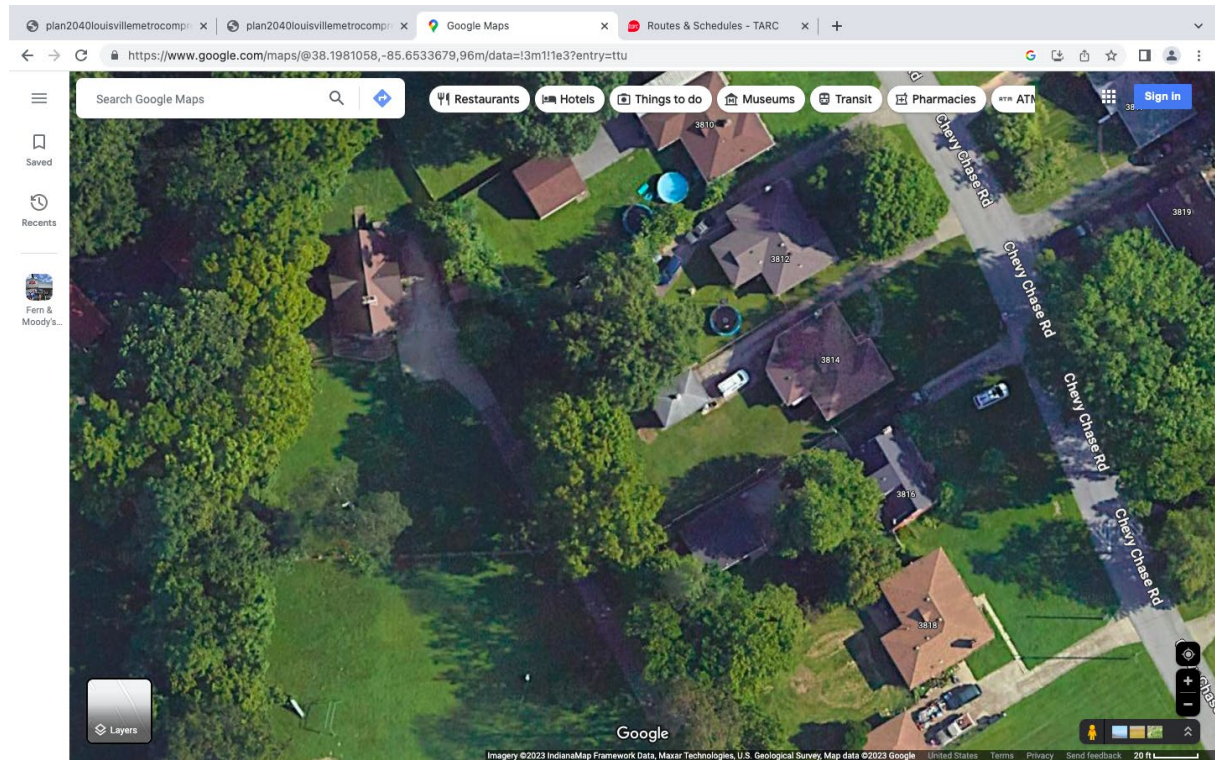 plan2040louisvillemetrocompr
plan2040louisvillemetrocompr
Google Maps
Routes & Schedules - TARC
https://www.google.com/maps/@38.1981058,-85.6533679,96m/data=!3m1!1e3?entry=ttu
Search Google Maps
Restaurants
Hotels
Things to do
Museums
Transit
Pharmacies
ATM
Sign in
Saved
Recents
Fern &
Moody's...
3810
Chevy Chase Rd
3819
3812
Chevy Chase Rd
3814
Chevy Chase Rd
3816
Chevy Chase Rd
3818
Layers
Google
Imagery ©2023 IndianaMap Framework Data, Maxar Technologies, U.S. Geological Survey, Map data ©2023 Google United States Terms Privacy Send feedback 20 ft